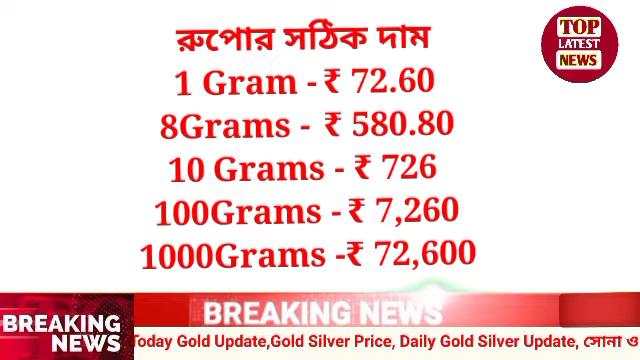 রুপোর সঠিক দাম
TOP
LATEST
NEWS
1 Gram - ₹ 72.60
8Grams - ₹ 580.80
10 Grams - ₹ 726
100Grams - ₹ 7,260
1000Grams -₹ 72,600
BREAKING NEWS
BREAKING
NEWS
Today Gold Update,Gold Silver Price, Daily Gold Silver Update, সোনা ও